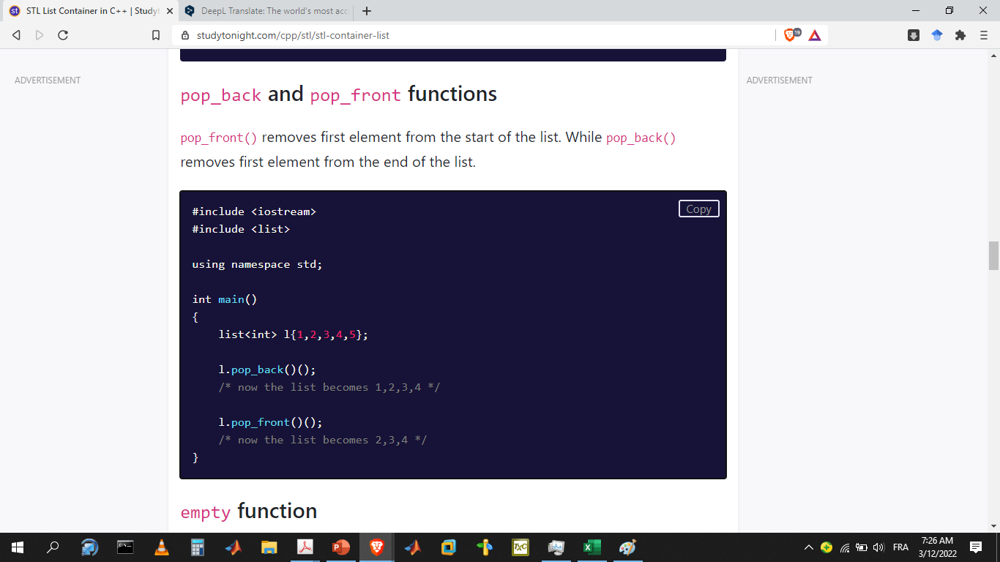 STL List Container in C++ | Studyt
DeepL Translate: The world's most acc
studytonight.com/cpp/stl/stl-container-list
19
ADVERTISEMENT
ADVERTISEMENT
pop_back and pop_front functions
pop_front() removes first element from the start of the list. While pop_back()
removes first element from the end of the list.
Copy
#include <iostream>
#include <list>
using namespace std;
int main()
{
    list<int> l{1,2,3,4,5};
    l.pop_back()();
    /* now the list becomes 1,2,3,4 */
    l.pop_front()();
    /* now the list becomes 2,3,4 */
}
empty function
FRA
7:26 AM
3/12/2022